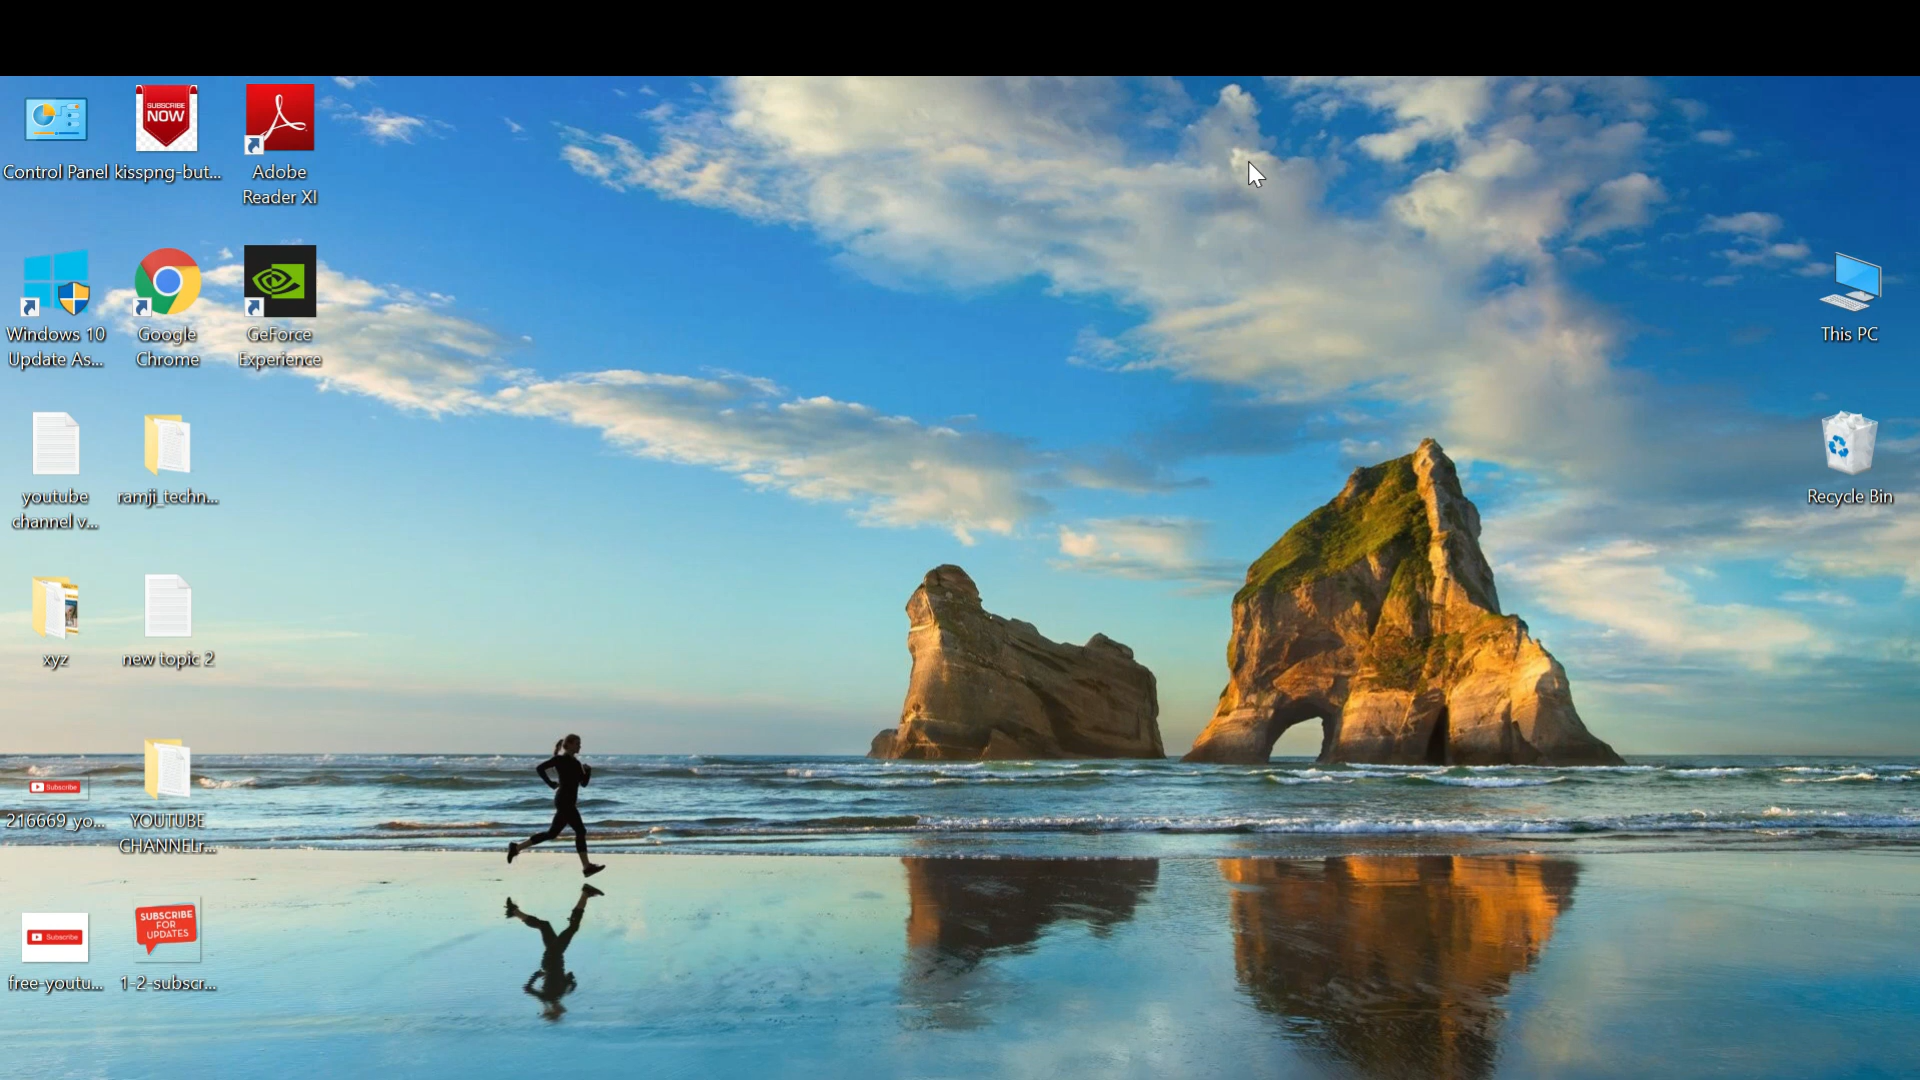 SUBSCRIBE
NOW
Control Panel
kisspng-but...
Adobe
Reader XI
Windows 10
Update As...
Google
Chrome
GeForce
Experience
This PC
youtube
channel v...
ramji_techn...
Recycle Bin
xyz
new topic 2
Subscribe
216669_yo...
YOUTUBE
CHANNELr...
Subscribe
SUBSCRIBE
FOR
UPDATES
free-youtu...
1-2-subscr...